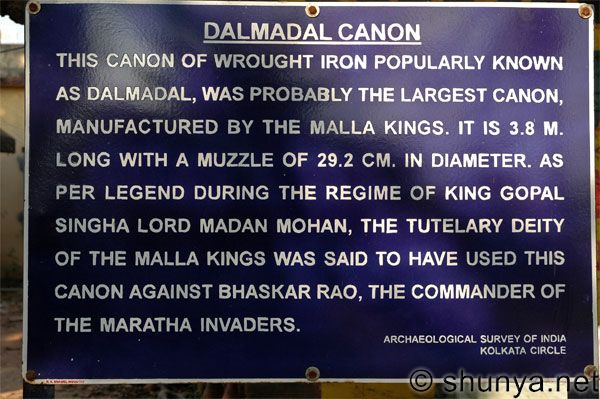 DALMADAL CANON
THIS CANON OF WROUGHT IRON POPULARLY KNOWN
AS DALMADAL, WAS PROBABLY THE LARGEST CANON,
MANUFACTURED BY THE MALLA KINGS. IT IS 3.8 M.
LONG WITH A MUZZLE OF 29.2 CM. IN DIAMETER. AS
PER LEGEND DURING THE REGIME OF KING GOPAL
SINGHA LORD MADAN MOHAN, THE TUTELARY DEITY
OF THE MALLA KINGS WAS SAID TO HAVE USED THIS
CANON AGAINST BHASKAR RAO, THE COMMANDER OF
THE MARATHA INVADERS.
ARCHAEOLOGICAL SURVEY OF INDIA
KOLKATA CIRCLE
© shunya.net